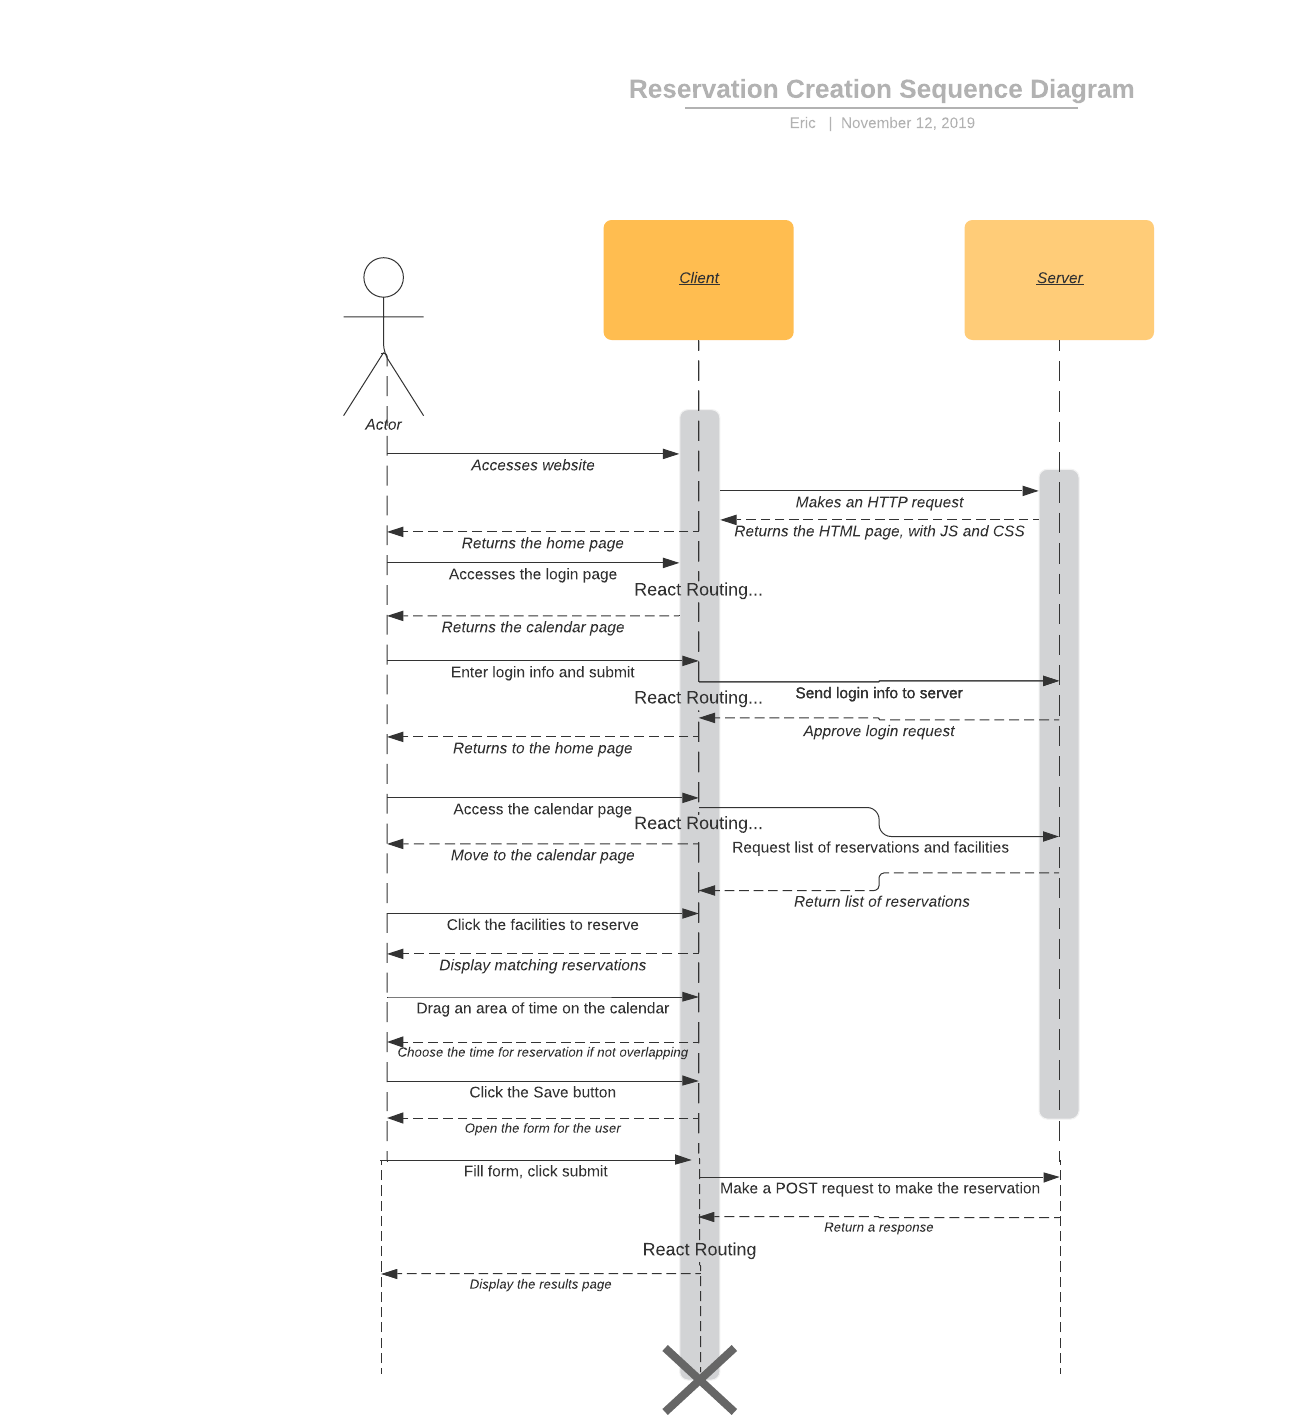 Reservation Creation Sequence Diagram
Eric | November 12, 2019
Client
Server
Actor
Accesses website
Makes an HTTP request
Returns the HTML page, with JS and CSS
Returns the home page
Accesses the login page
React Routing...
Returns the calendar page
Enter login info and submit
Send login info to server
React Routing...
Approve login request
Returns to the home page
Access the calendar page
React Routing...
Request list of reservations and facilities
Move to the calendar page
Return list of reservations
Click the facilities to reserve
Display matching reservations
Drag an area of time on the calendar
Choose the time for reservation if not overlapping
Click the Save button
Open the form for the user
Fill form, click submit
Make a POST request to make the reservation
Return a response
React Routing
Display the results page